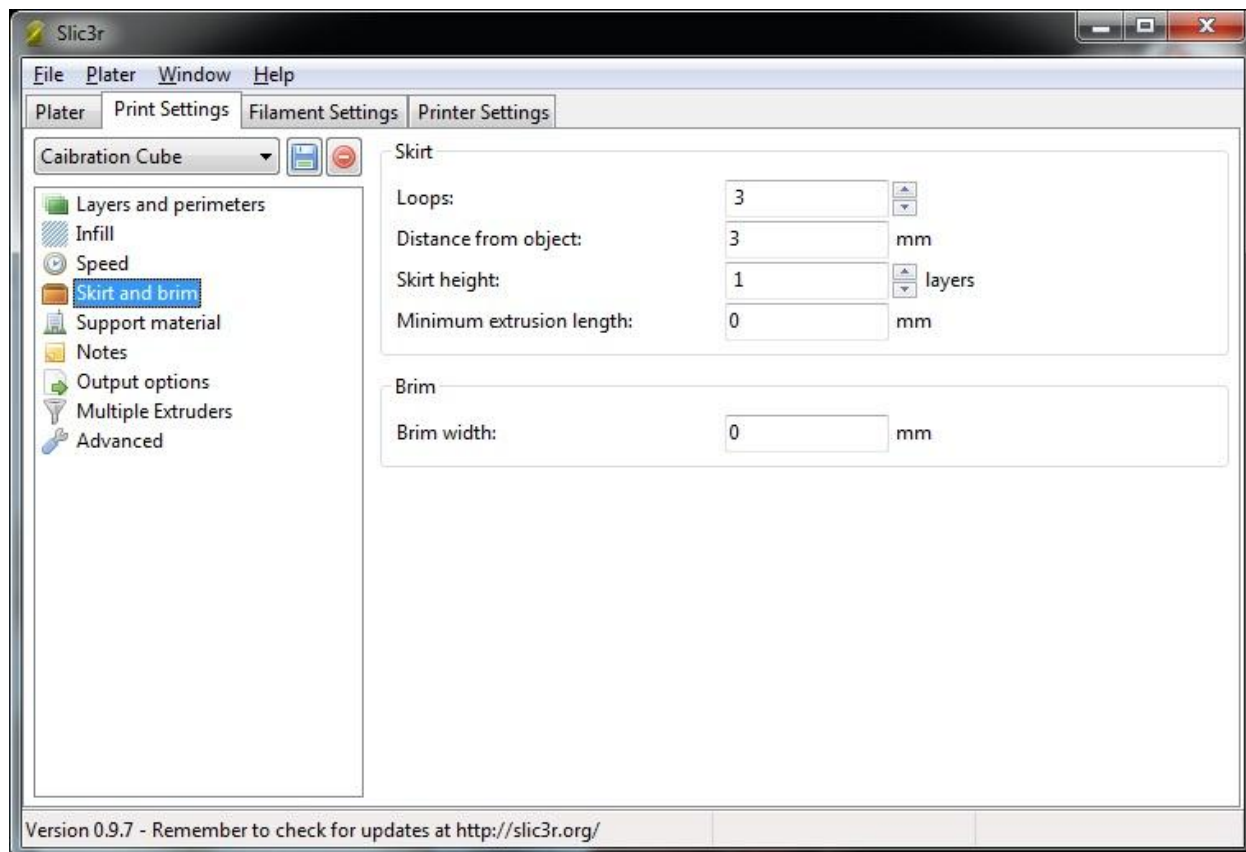 Slic3r
File Plater Window Help
Plater Print Settings Filament Settings Printer Settings
Caibration Cube
Layers and perimeters
Infill
Speed
Skirt and brim
Support material
Notes
Output options
Multiple Extruders
Advanced
Skirt
Loops: 3
Distance from object: 3 mm
Skirt height: 1 layers
Minimum extrusion length: 0 mm
Brim
Brim width: 0 mm
Version 0.9.7 - Remember to check for updates at http://slic3r.org/